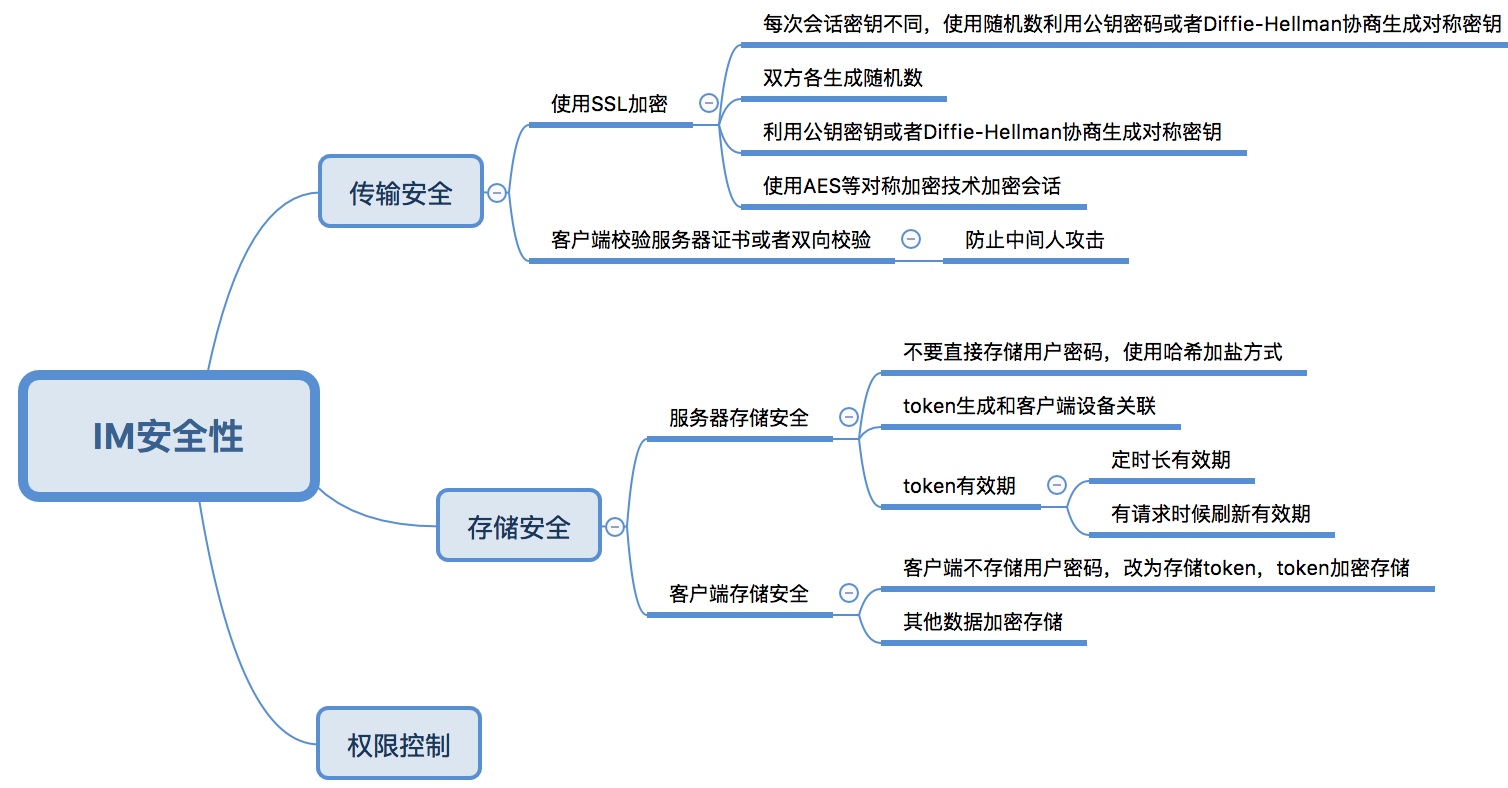 IM安全性
传输安全
使用SSL加密
每次会话密钥不同，使用随机数利用公钥密码或者Diffie-Hellman协商生成对称密钥
双方各生成随机数
利用公钥密钥或者Diffie-Hellman协商生成对称密钥
使用AES等对称加密技术加密会话
客户端校验服务器证书或者双向校验
防止中间人攻击
存储安全
服务器存储安全
不要直接存储用户密码，使用哈希加盐方式
token生成和客户端设备关联
token有效期
定时长有效期
有请求时候刷新有效期
客户端存储安全
客户端不存储用户密码，改为存储token，token加密存储
其他数据加密存储
权限控制